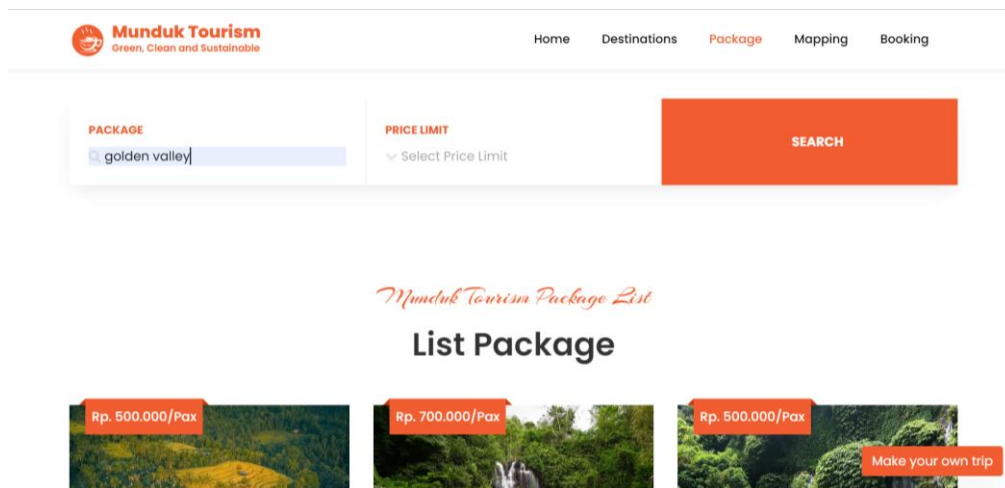 Munduk Tourism
Green, Clean and Sustainable
Home Destinations Package Mapping Booking
PACKAGE
golden valley
PRICE LIMIT
Select Price Limit
SEARCH
Munduk Tourism Package List
List Package
Rp. 500.000/Pax
Rp. 700.000/Pax
Rp. 500.000/Pax
Make your own trip